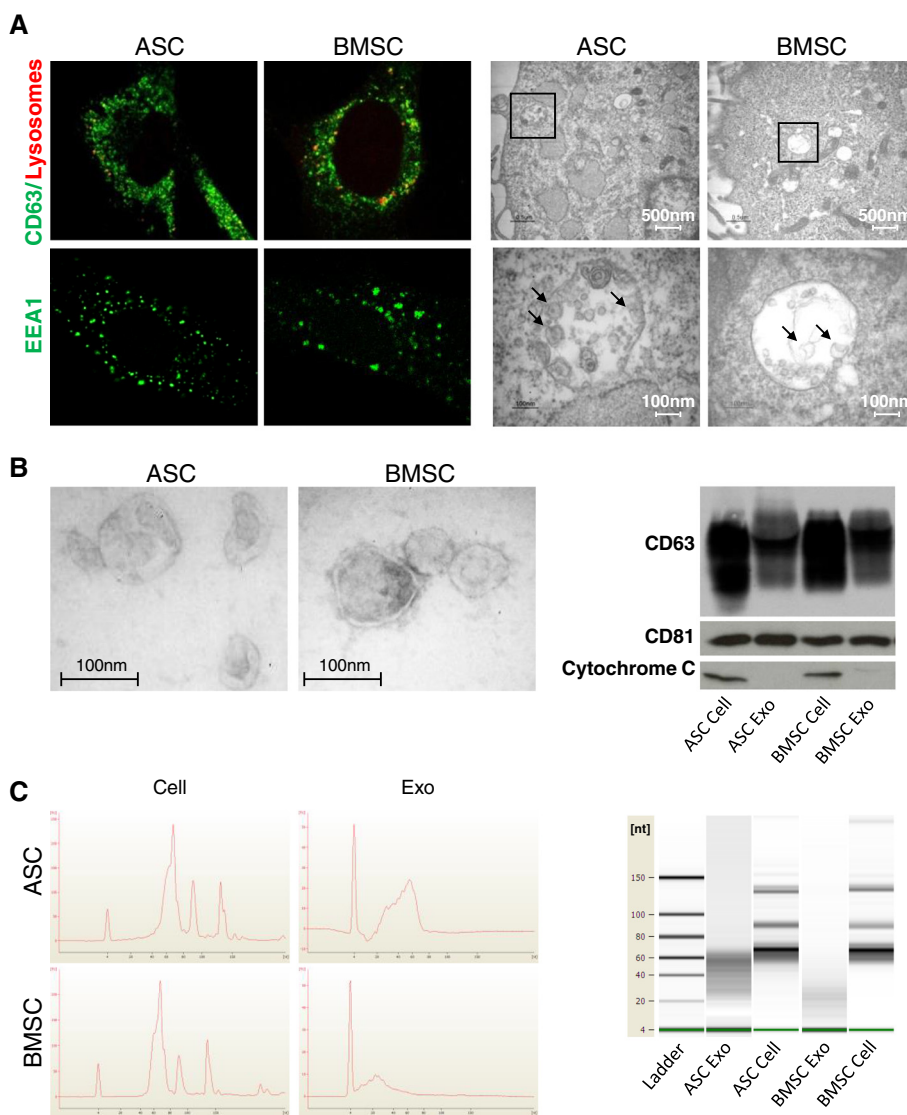 A
ASC
BMSC
ASC
BMSC
CD63/Lysosomes
500nm
500nm
EEA1
100nm
100nm
B
ASC
BMSC
100nm
100nm
CD63
CD81
Cytochrome C
ASC Cell
ASC Exo
BMSC Cell
BMSC Exo
C
Cell
Exo
ASC
BMSC
[nt]
150
100
80
60
40
20
4
Ladder
ASC Exo
ASC Cell
BMSC Exo
BMSC Cell